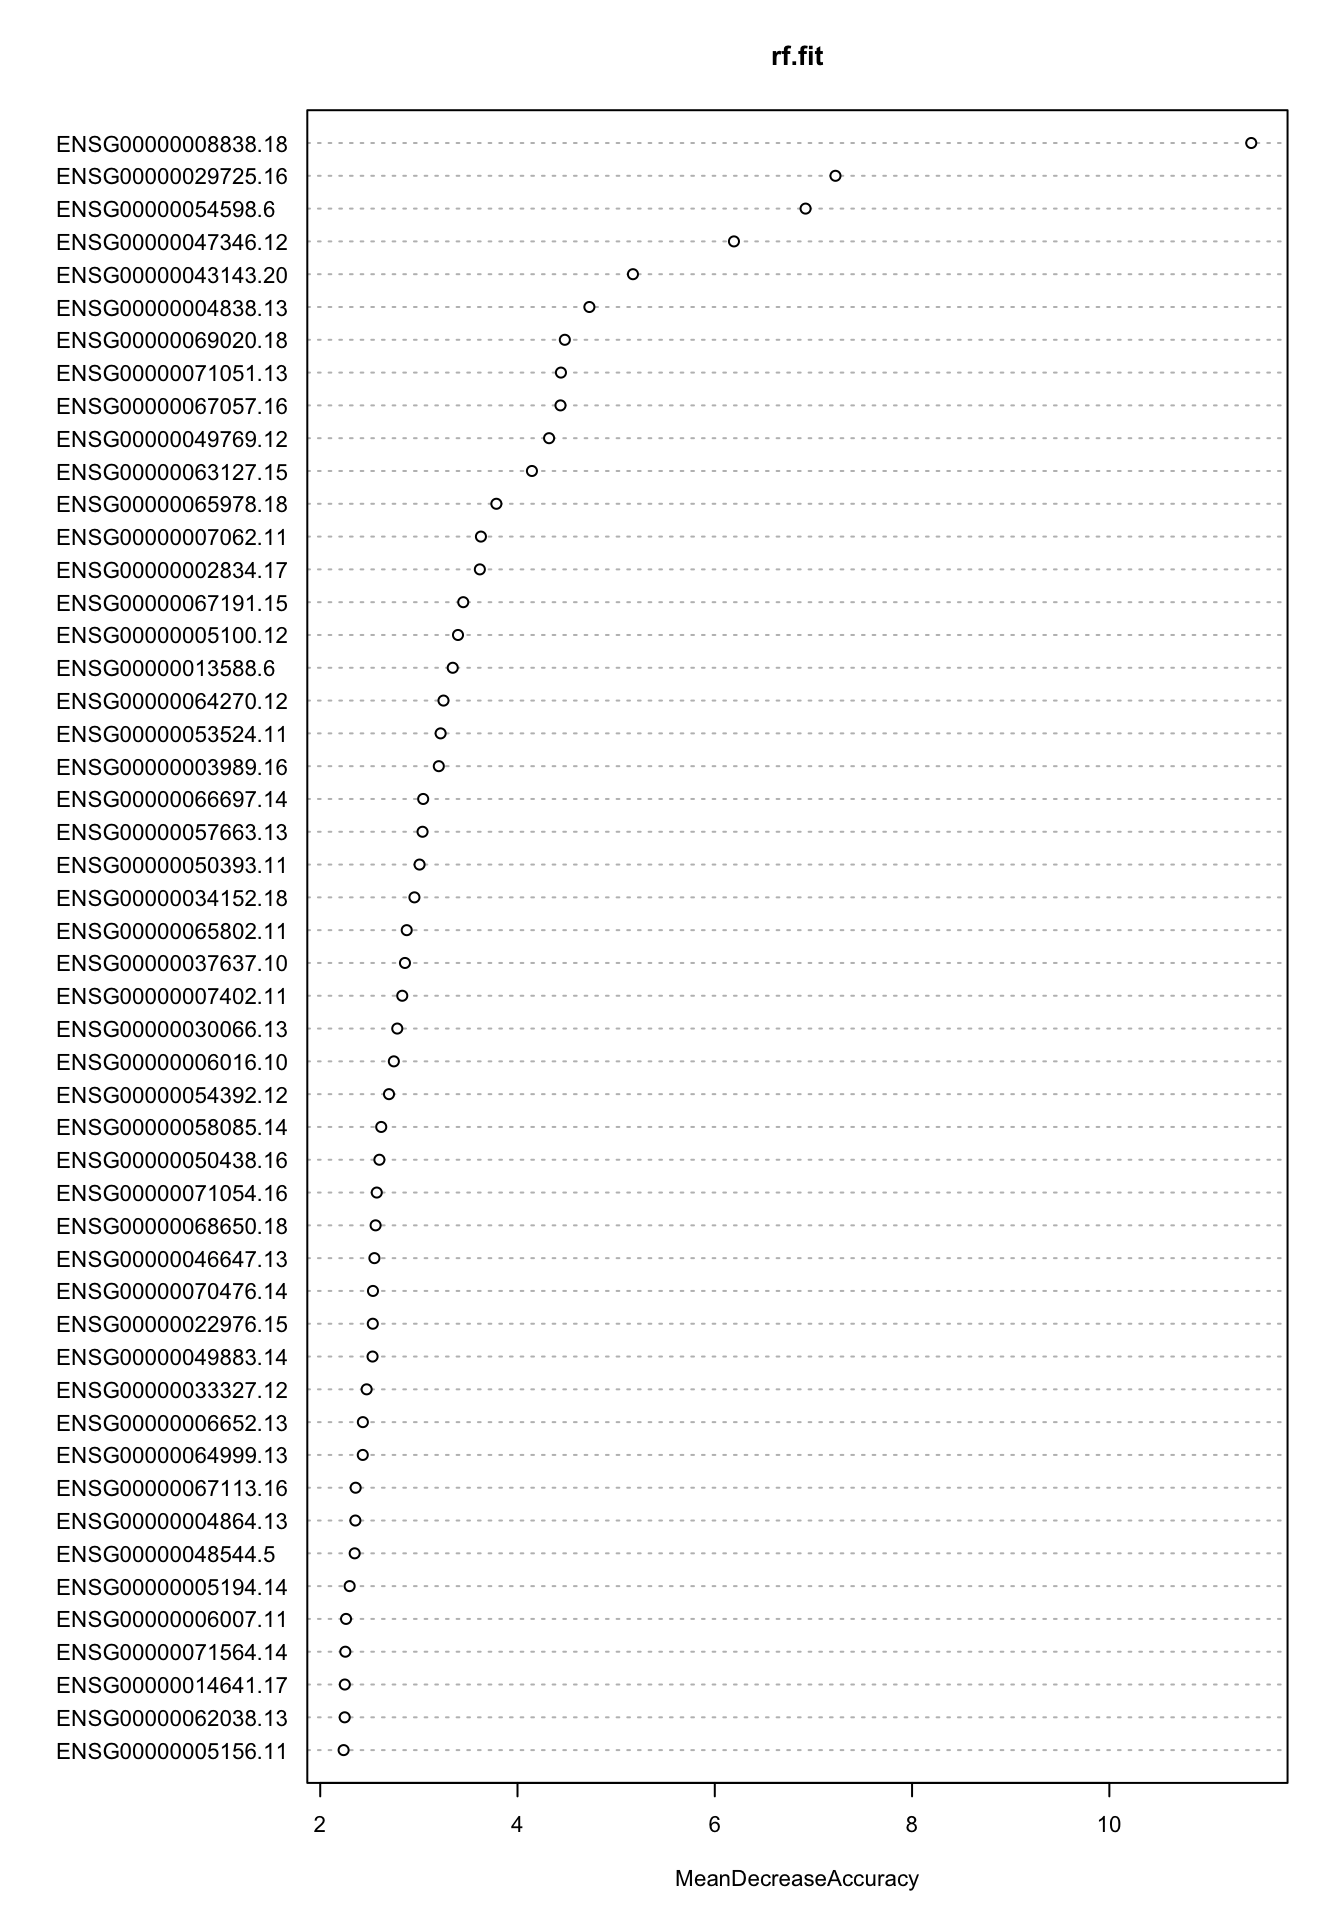 rf.fit
ENSG00000008838.18
ENSG00000029725.16
ENSG00000054598.6
ENSG00000047346.12
ENSG00000043143.20
ENSG00000004838.13
ENSG00000069020.18
ENSG00000071051.13
ENSG00000067057.16
ENSG00000049769.12
ENSG00000063127.15
ENSG00000065978.18
ENSG00000007062.11
ENSG00000002834.17
ENSG00000067191.15
ENSG00000005100.12
ENSG00000013588.6
ENSG00000064270.12
ENSG00000053524.11
ENSG00000003989.16
ENSG00000066697.14
ENSG00000057663.13
ENSG00000050393.11
ENSG00000034152.18
ENSG00000065802.11
ENSG00000037637.10
ENSG00000007402.11
ENSG00000030066.13
ENSG00000006016.10
ENSG00000054392.12
ENSG00000058085.14
ENSG00000050438.16
ENSG00000071054.16
ENSG00000068650.18
ENSG00000046647.13
ENSG00000070476.14
ENSG00000022976.15
ENSG00000049883.14
ENSG00000033327.12
ENSG00000006652.13
ENSG00000064999.13
ENSG00000067113.16
ENSG00000004864.13
ENSG00000048544.5
ENSG00000005194.14
ENSG00000006007.11
ENSG00000071564.14
ENSG00000014641.17
ENSG00000062038.13
ENSG00000005156.11
2 4 6 8 10
MeanDecreaseAccuracy